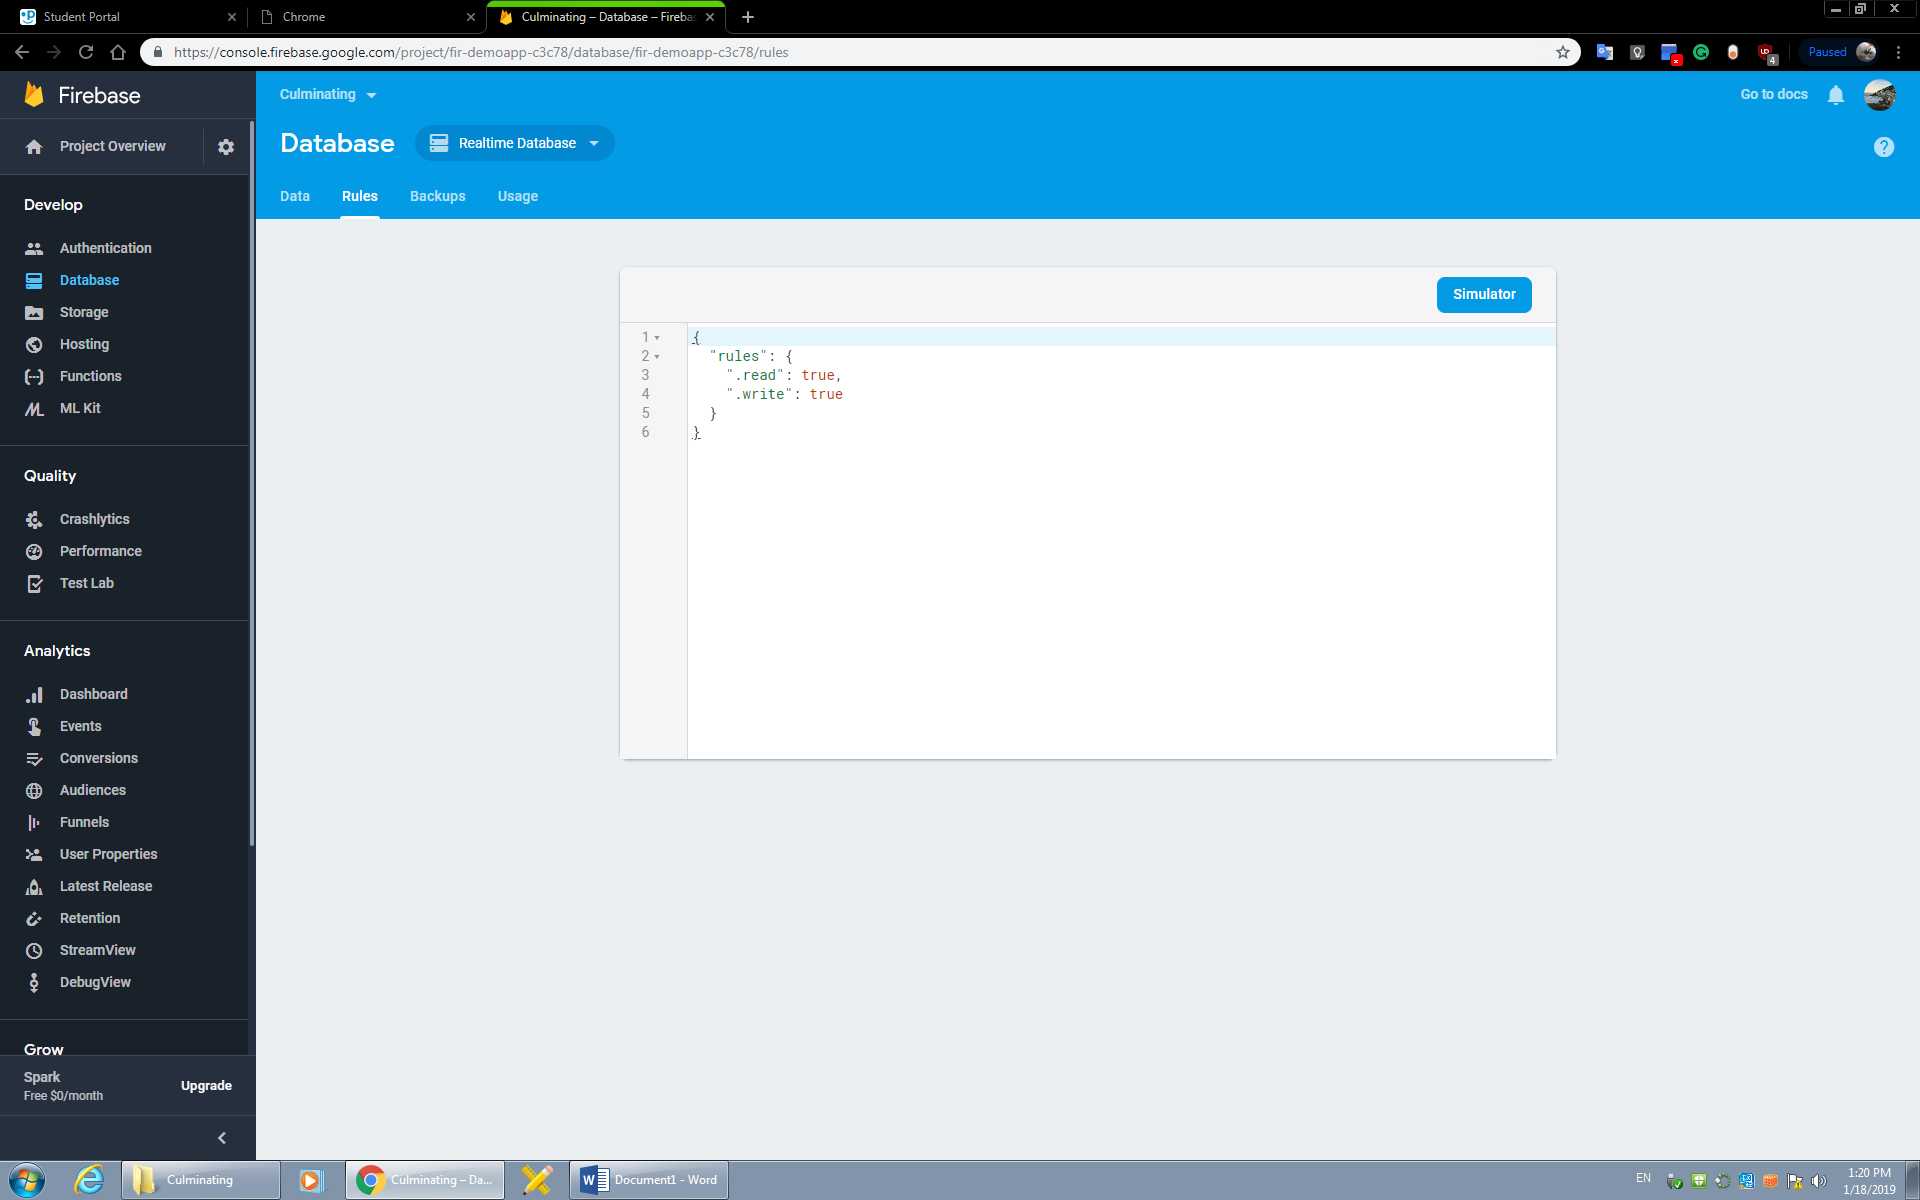 Student Portal
Chrome
Culminating – Database – Fireba
https://console.firebase.google.com/project/fir-demoapp-c3c78/database/fir-demoapp-c3c78/rules
4
Paused
Firebase
Culminating
Go to docs
Project Overview
Database
Realtime Database
Data
Rules
Backups
Usage
Develop
Authentication
Database
Storage
Hosting
Functions
ML Kit
Simulator
1 {
2 "rules": {
3 ".read": true,
4 ".write": true
5 }
6 }
Quality
Crashlytics
Performance
Test Lab
Analytics
Dashboard
Events
Conversions
Audiences
Funnels
User Properties
Latest Release
Retention
StreamView
DebugView
Grow
Spark
Free $0/month
Upgrade
Culminating
Culminating – Da...
Document1 - Word
EN
1:20 PM
1/18/2019